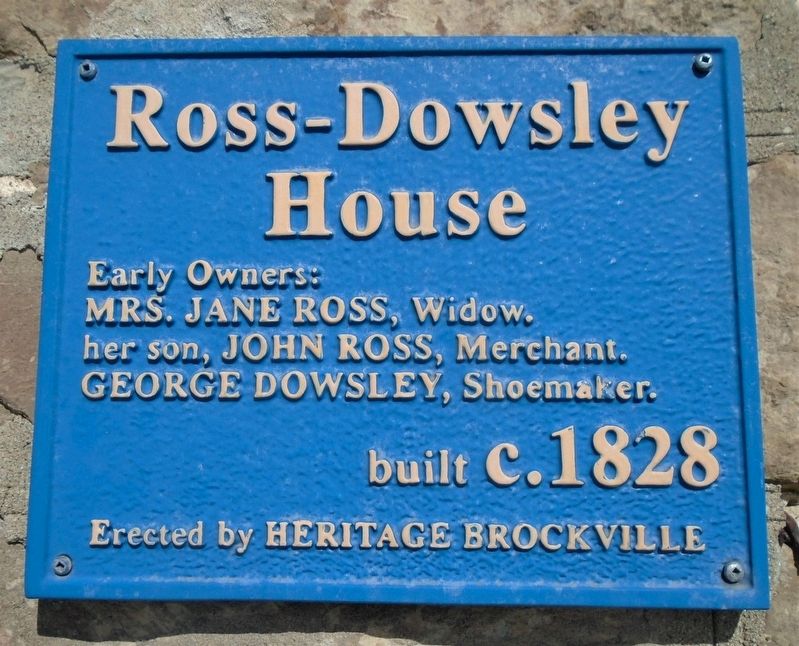 Ross-Dowsley
House
Early Owners:
MRS. JANE ROSS, Widow.
her son, JOHN ROSS, Merchant.
GEORGE DOWSLEY, Shoemaker.
built c.1828
Erected by HERITAGE BROCKVILLE